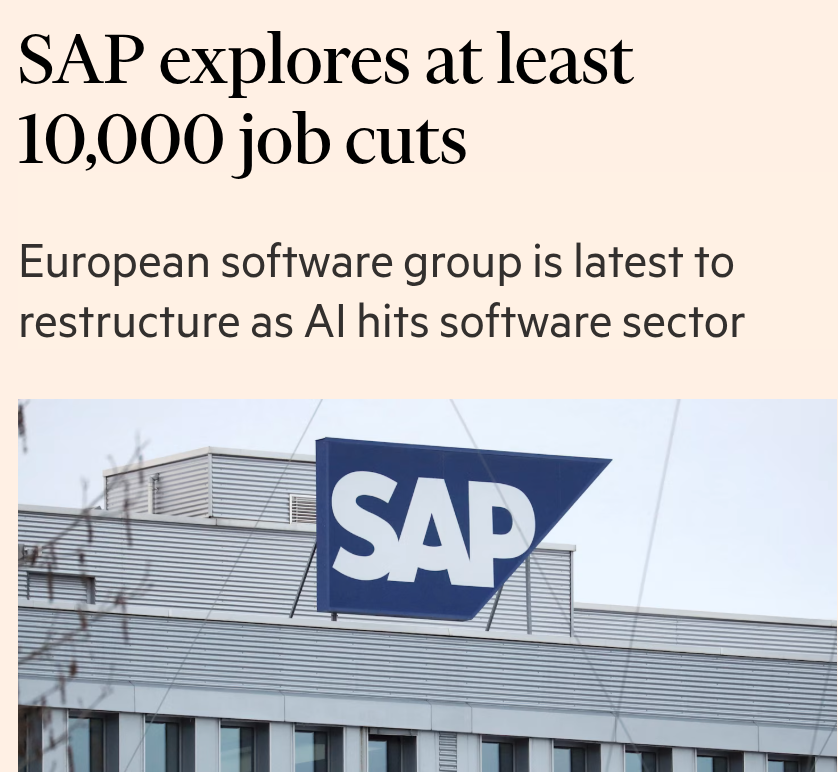 SAP explores at least
10,000 job cuts
European software group is latest to
restructure as AI hits software sector
SAP